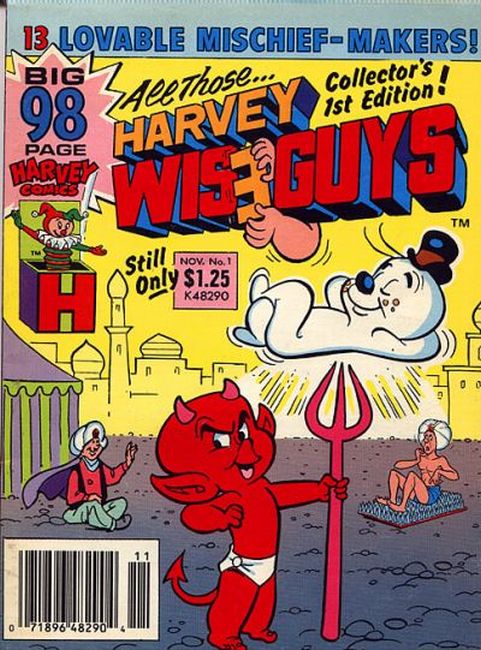 13 LOVABLE MISCHIEF-MAKERS!
BIG
98
PAGE
HARVEY
COMICS
TM
H
All Those...
HARVEY
WISEGUYS
TM
Collector's
1st Edition!
Still
Only
NOV. No. 1
$1.25
K48290
11
0 71896 48290 4